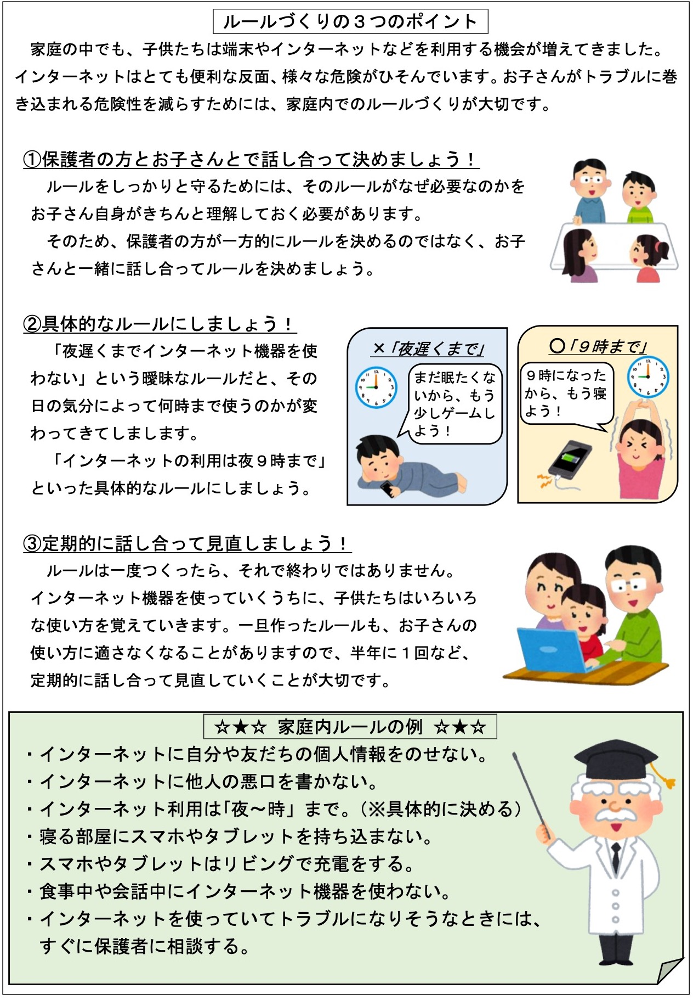 ルールづくりの３つのポイント
家庭の中でも、子供たちは端末やインターネットなどを利用する機会が増えてきました。
インターネットはとても便利な反面、様々な危険がひそんでいます。お子さんがトラブルに巻
き込まれる危険性を減らすためには、家庭内でのルールづくりが大切です。
①保護者の方とお子さんとで話し合って決めましょう！
ルールをしっかりと守るためには、そのルールがなぜ必要なのかを
お子さん自身がきちんと理解しておく必要があります。
そのため、保護者の方が一方的にルールを決めるのではなく、お子
さんと一緒に話し合ってルールを決めましょう。
②具体的なルールにしましょう！
「夜遅くまでインターネット機器を使
わない」という曖昧なルールだと、その
日の気分によって何時まで使うのかが変
わってきてしまします。
「インターネットの利用は夜９時まで」
といった具体的なルールにしましょう。
×「夜遅くまで」
12 1 2 3 4 5 6 7 8 9 10 11
まだ眠たくな
いから、もう
少しゲームし
よう！
○「９時まで」
12 1 2 3 4 5 6 7 8 9 10 11
９時になった
から、もう寝
よう！
③定期的に話し合って見直しましょう！
ルールは一度つくったら、それで終わりではありません。
インターネット機器を使っていくうちに、子供たちはいろいろ
な使い方を覚えていきます。一旦作ったルールも、お子さんの
使い方に適さなくなることがありますので、半年に１回など、
定期的に話し合って見直していくことが大切です。
☆★☆ 家庭内ルールの例 ☆★☆
・インターネットに自分や友だちの個人情報をのせない。
・インターネットに他人の悪口を書かない。
・インターネット利用は「夜～時」まで。（※具体的に決める）
・寝る部屋にスマホやタブレットを持ち込まない。
・スマホやタブレットはリビングで充電をする。
・食事中や会話中にインターネット機器を使わない。
・インターネットを使っていてトラブルになりそうなときには、
すぐに保護者に相談する。